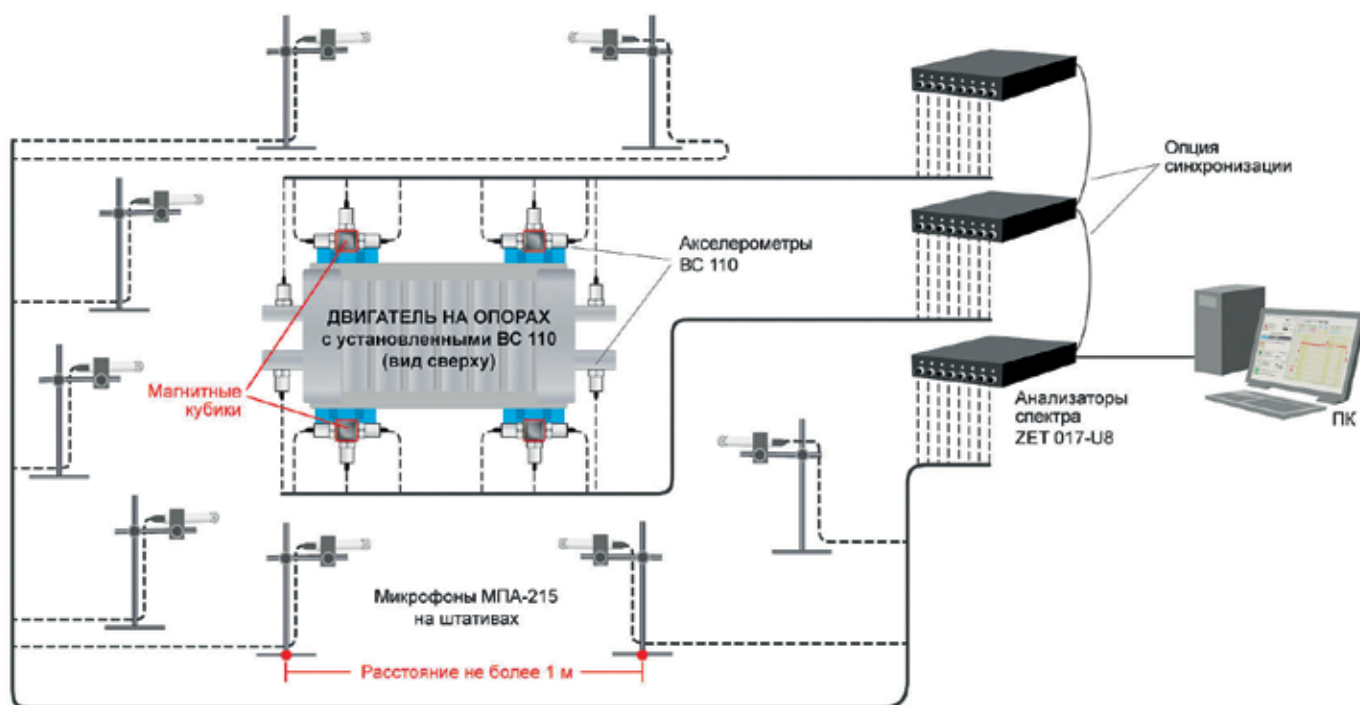 Опция
синхронизации
Акселерометры
ВС 110
ДВИГАТЕЛЬ НА ОПОРАХ
с установленными ВС 110
(вид сверху)
Магнитные
кубики
Анализаторы
спектра
ZET 017-U8
ПК
Микрофоны МПА-215
на штативах
Расстояние не более 1 м